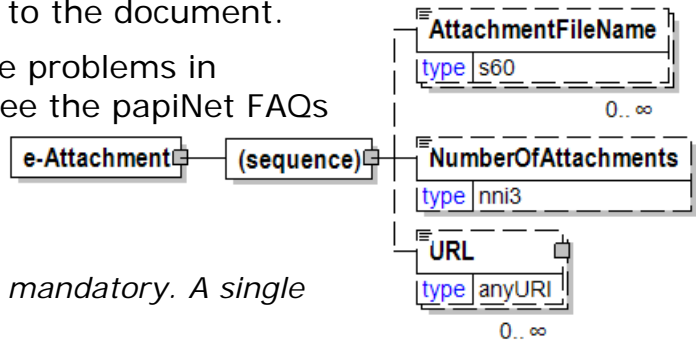 to the document.
e problems in
ee the papiNet FAQs
mandatory. A single
e-Attachment
(sequence)
AttachmentFileName
type s60
0.. ∞
NumberOfAttachments
type nni3
URL
type anyURI
0.. ∞